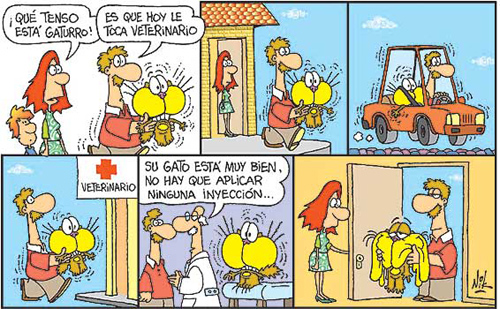 ¡QUÉ TENSO
ESTÁ GATURRO!
ES QUE HOY LE
TOCA VETERINARIO
VETERINARIO
SU GATO ESTÁ MUY BIEN,
NO HAY QUE APLICAR
NINGUNA INYECCIÓN...
NIK